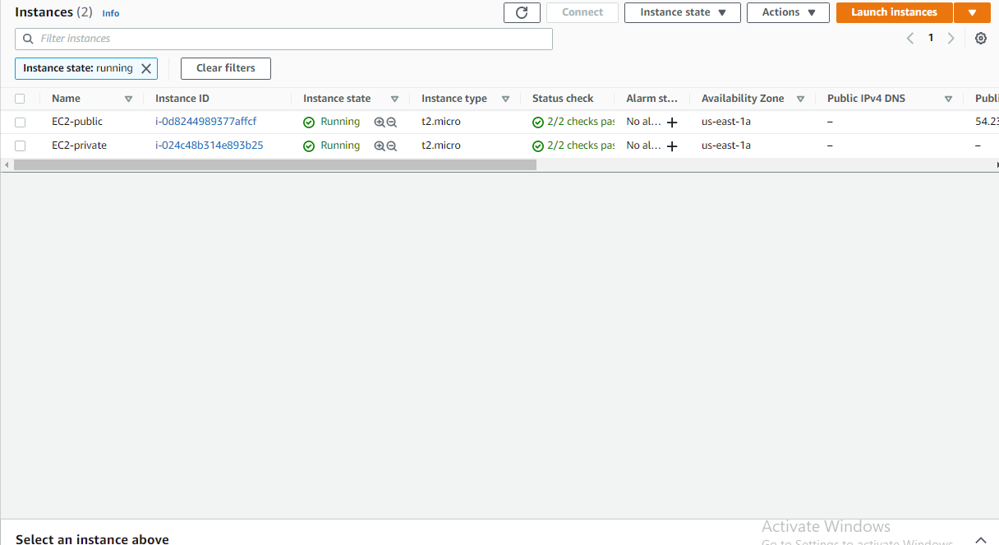 Instances (2) Info
Connect Instance state Actions Launch instances
Filter instances
1
Instance state: running Clear filters
Name Instance ID Instance state Instance type Status check Alarm st... Availability Zone Public IPv4 DNS Publi
EC2-public i-0d8244989377affcf Running t2.micro 2/2 checks pas No al... + us-east-1a – 54.23
EC2-private i-024c48b314e893b25 Running t2.micro 2/2 checks pas No al... + us-east-1a – –
Activate Windows
Go to Settings to activate Windows.
Select an instance above